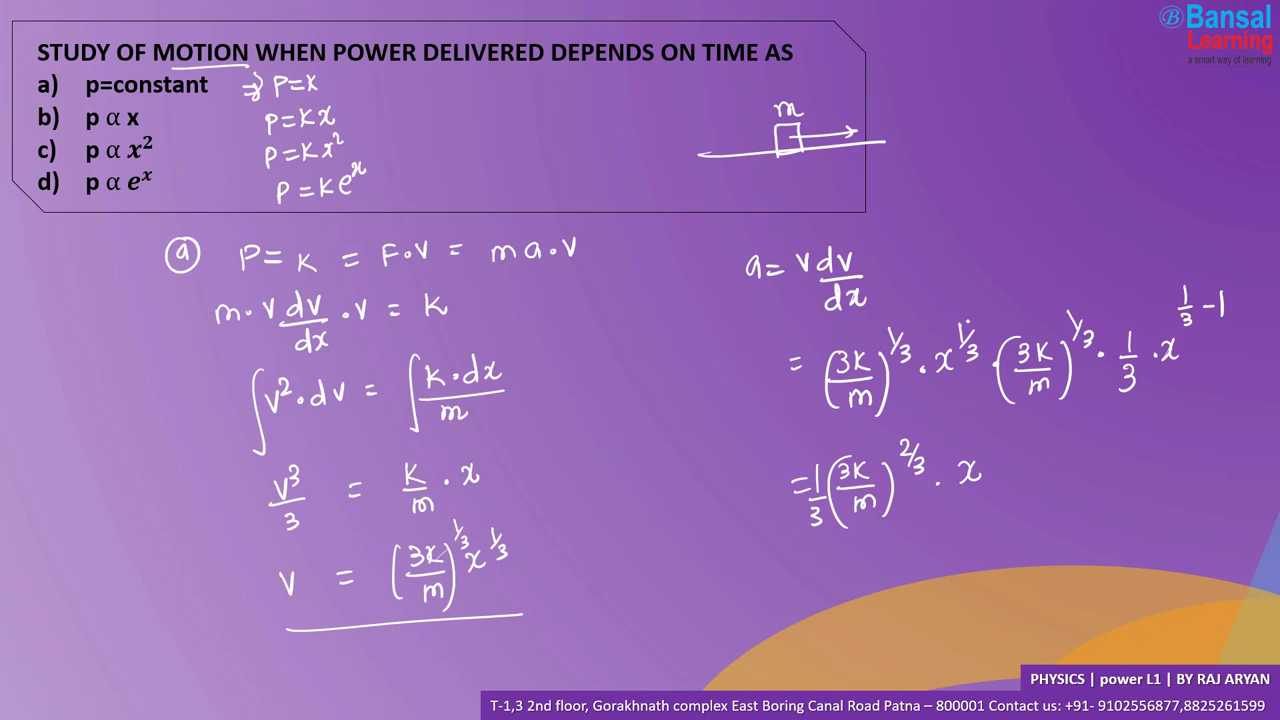 Bansal
Learning
a smart way of learning
STUDY OF MOTION WHEN POWER DELIVERED DEPENDS ON TIME AS
a) p=constant ⇒ P=K
b) p α x P=Kx
c) p α x² P=Kx²
d) p α eˣ P=Keˣ
m
ⓐ P= K = F.V = m a.V
m.V dV/dx .V = K
∫V².dV = ∫K.dx/m
V³/3 = K/m . x
V = (3K/m)^1/3 x^1/3
a= V dV/dx
= (3K/m)^1/3 . x^1/3 . (3K/m)^1/3 . 1/3 . x^1/3 -1
= 1/3 (3K/m)^2/3 . x
PHYSICS | power L1 | BY RAJ ARYAN
T-1,3 2nd floor, Gorakhnath complex East Boring Canal Road Patna – 800001 Contact us: +91- 9102556877,8825261599